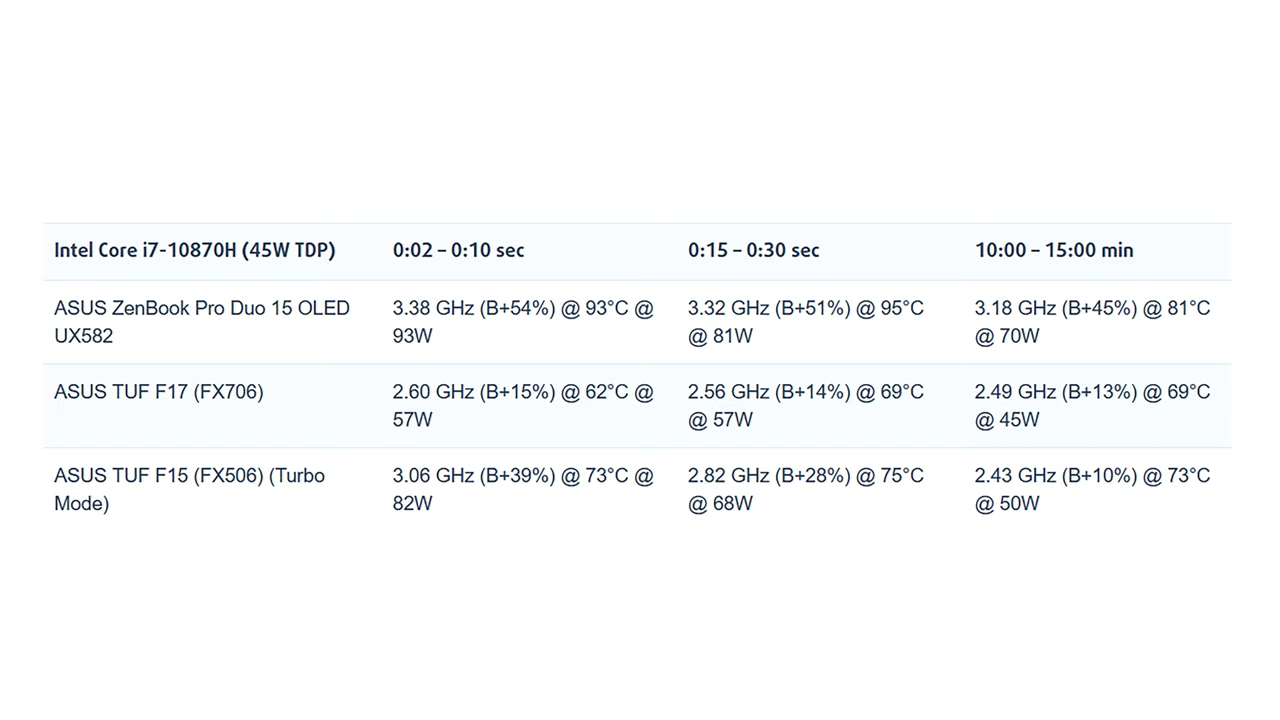 Intel Core i7-10870H (45W TDP) 0:02 – 0:10 sec 0:15 – 0:30 sec 10:00 – 15:00 min
ASUS ZenBook Pro Duo 15 OLED 3.38 GHz (B+54%) @ 93°C @ 3.32 GHz (B+51%) @ 95°C 3.18 GHz (B+45%) @ 81°C
UX582 93W @ 81W @ 70W
ASUS TUF F17 (FX706) 2.60 GHz (B+15%) @ 62°C @ 2.56 GHz (B+14%) @ 69°C 2.49 GHz (B+13%) @ 69°C
57W @ 57W @ 45W
ASUS TUF F15 (FX506) (Turbo 3.06 GHz (B+39%) @ 73°C @ 2.82 GHz (B+28%) @ 75°C 2.43 GHz (B+10%) @ 73°C
Mode) 82W @ 68W @ 50W